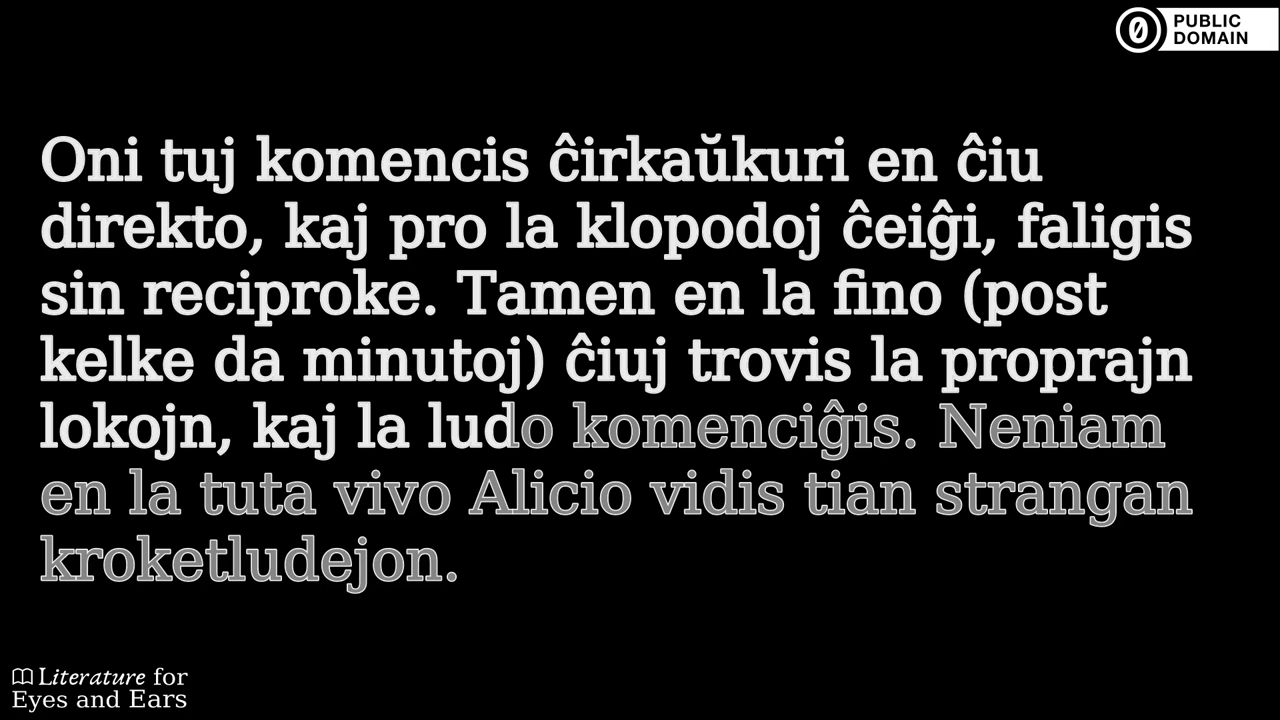 PUBLIC
DOMAIN
Oni tuj komencis ĉirkaŭkuri en ĉiu
direkto, kaj pro la klopodoj ĉeiĝi, faligis
sin reciproke. Tamen en la fino (post
kelke da minutoj) ĉiuj trovis la proprajn
lokojn, kaj la ludo komenciĝis. Neniam
en la tuta vivo Alicio vidis tian strangan
kroketludejon.
Literature for
Eyes and Ears